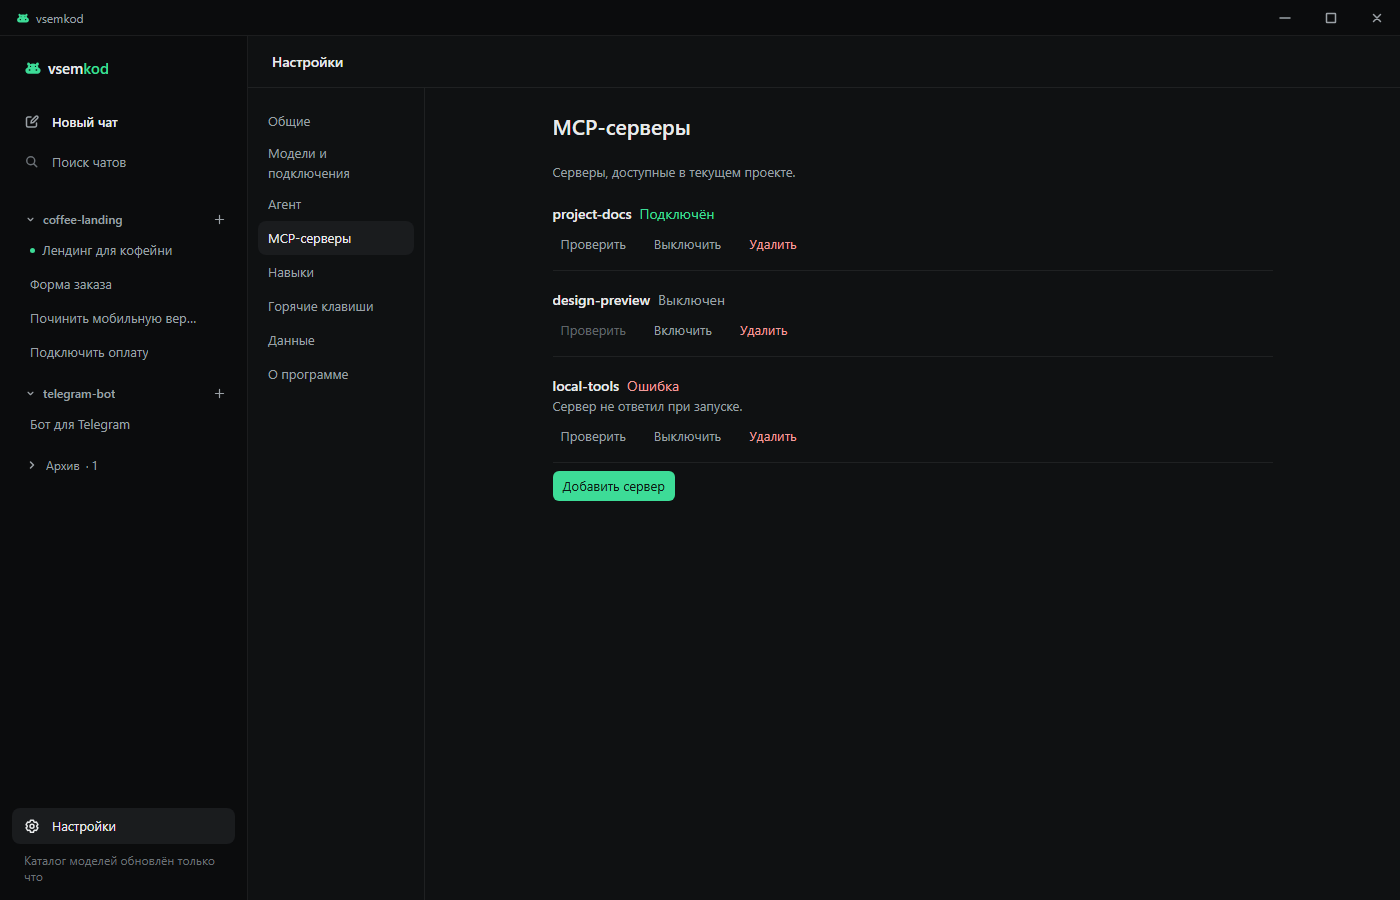 vsemkod
vsemkod
Новый чат
Поиск чатов
coffee-landing
Лендинг для кофейни
Форма заказа
Починить мобильную вер...
Подключить оплату
telegram-bot
Бот для Telegram
Архив · 1
Настройки
Каталог моделей обновлён только
что
Настройки
Общие
Модели и
подключения
Агент
MCP-серверы
Навыки
Горячие клавиши
Данные
О программе
MCP-серверы
Серверы, доступные в текущем проекте.
project-docs Подключён
Проверить Выключить Удалить
design-preview Выключен
Проверить Включить Удалить
local-tools Ошибка
Сервер не ответил при запуске.
Проверить Выключить Удалить
Добавить сервер